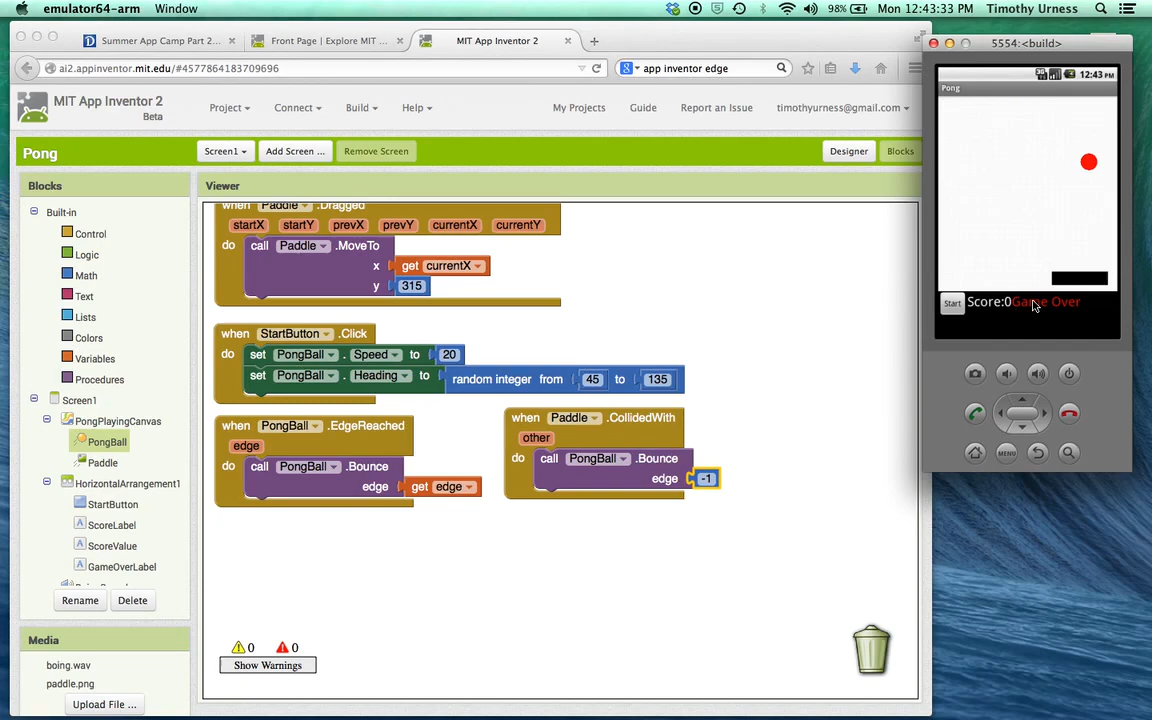 emulator64-arm Window 98% Mon 12:43:33 PM Timothy Urness
Summer App Camp Part 2... × Front Page | Explore MIT ... × MIT App Inventor 2 × +
ai2.appinventor.mit.edu/#4577864183709696 app inventor edge
MIT App Inventor 2
Beta
Project Connect Build Help My Projects Guide Report an Issue timothyurness@gmail.com
Pong Screen1 Add Screen ... Remove Screen Designer Blocks
Blocks
Built-in
Control
Logic
Math
Text
Lists
Colors
Variables
Procedures
Screen1
PongPlayingCanvas
PongBall
Paddle
HorizontalArrangement1
StartButton
ScoreLabel
ScoreValue
GameOverLabel
Rename Delete
Media
boing.wav
paddle.png
Upload File ...
Viewer
when Paddle .Dragged
startX startY prevX prevY currentX currentY
do call Paddle .MoveTo
x get currentX
y 315
when StartButton .Click
do set PongBall . Speed to 20
set PongBall . Heading to random integer from 45 to 135
when PongBall .EdgeReached
edge
do call PongBall .Bounce
edge get edge
when Paddle .CollidedWith
other
do call PongBall .Bounce
edge -1
0 0
Show Warnings
5554:<build>
12:43 PM
Pong
Start Score:0Game Over
MENU